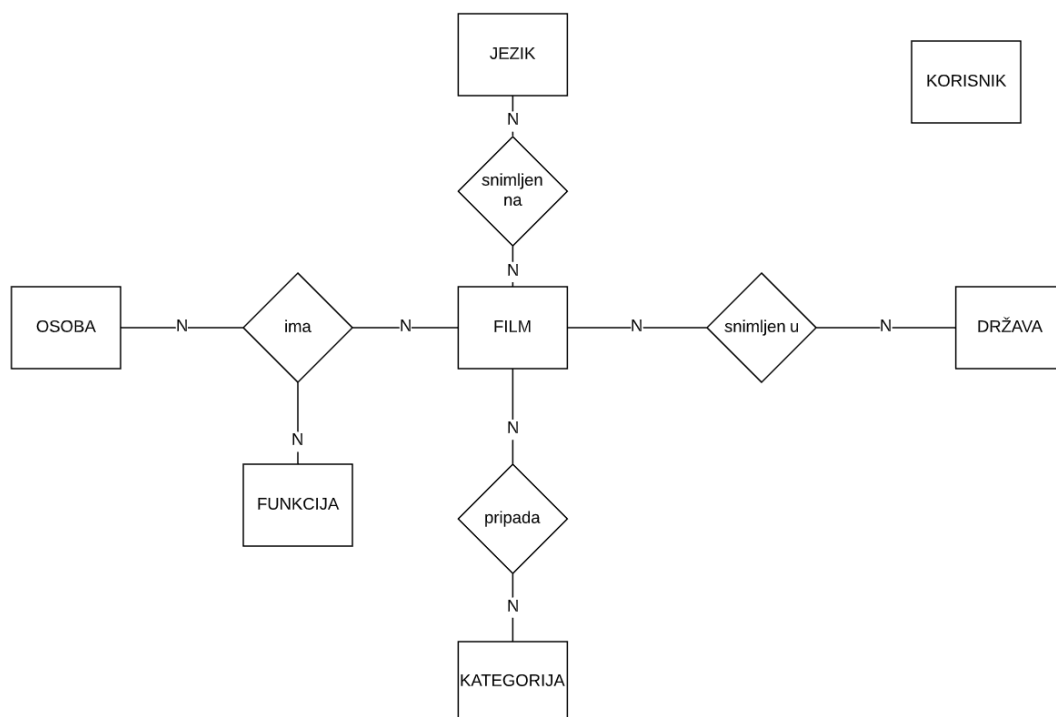 JEZIK
KORISNIK
N
snimljen
na
N
OSOBA
N
ima
N
FILM
N
snimljen u
N
DRŽAVA
N
N
FUNKCIJA
pripada
N
KATEGORIJA